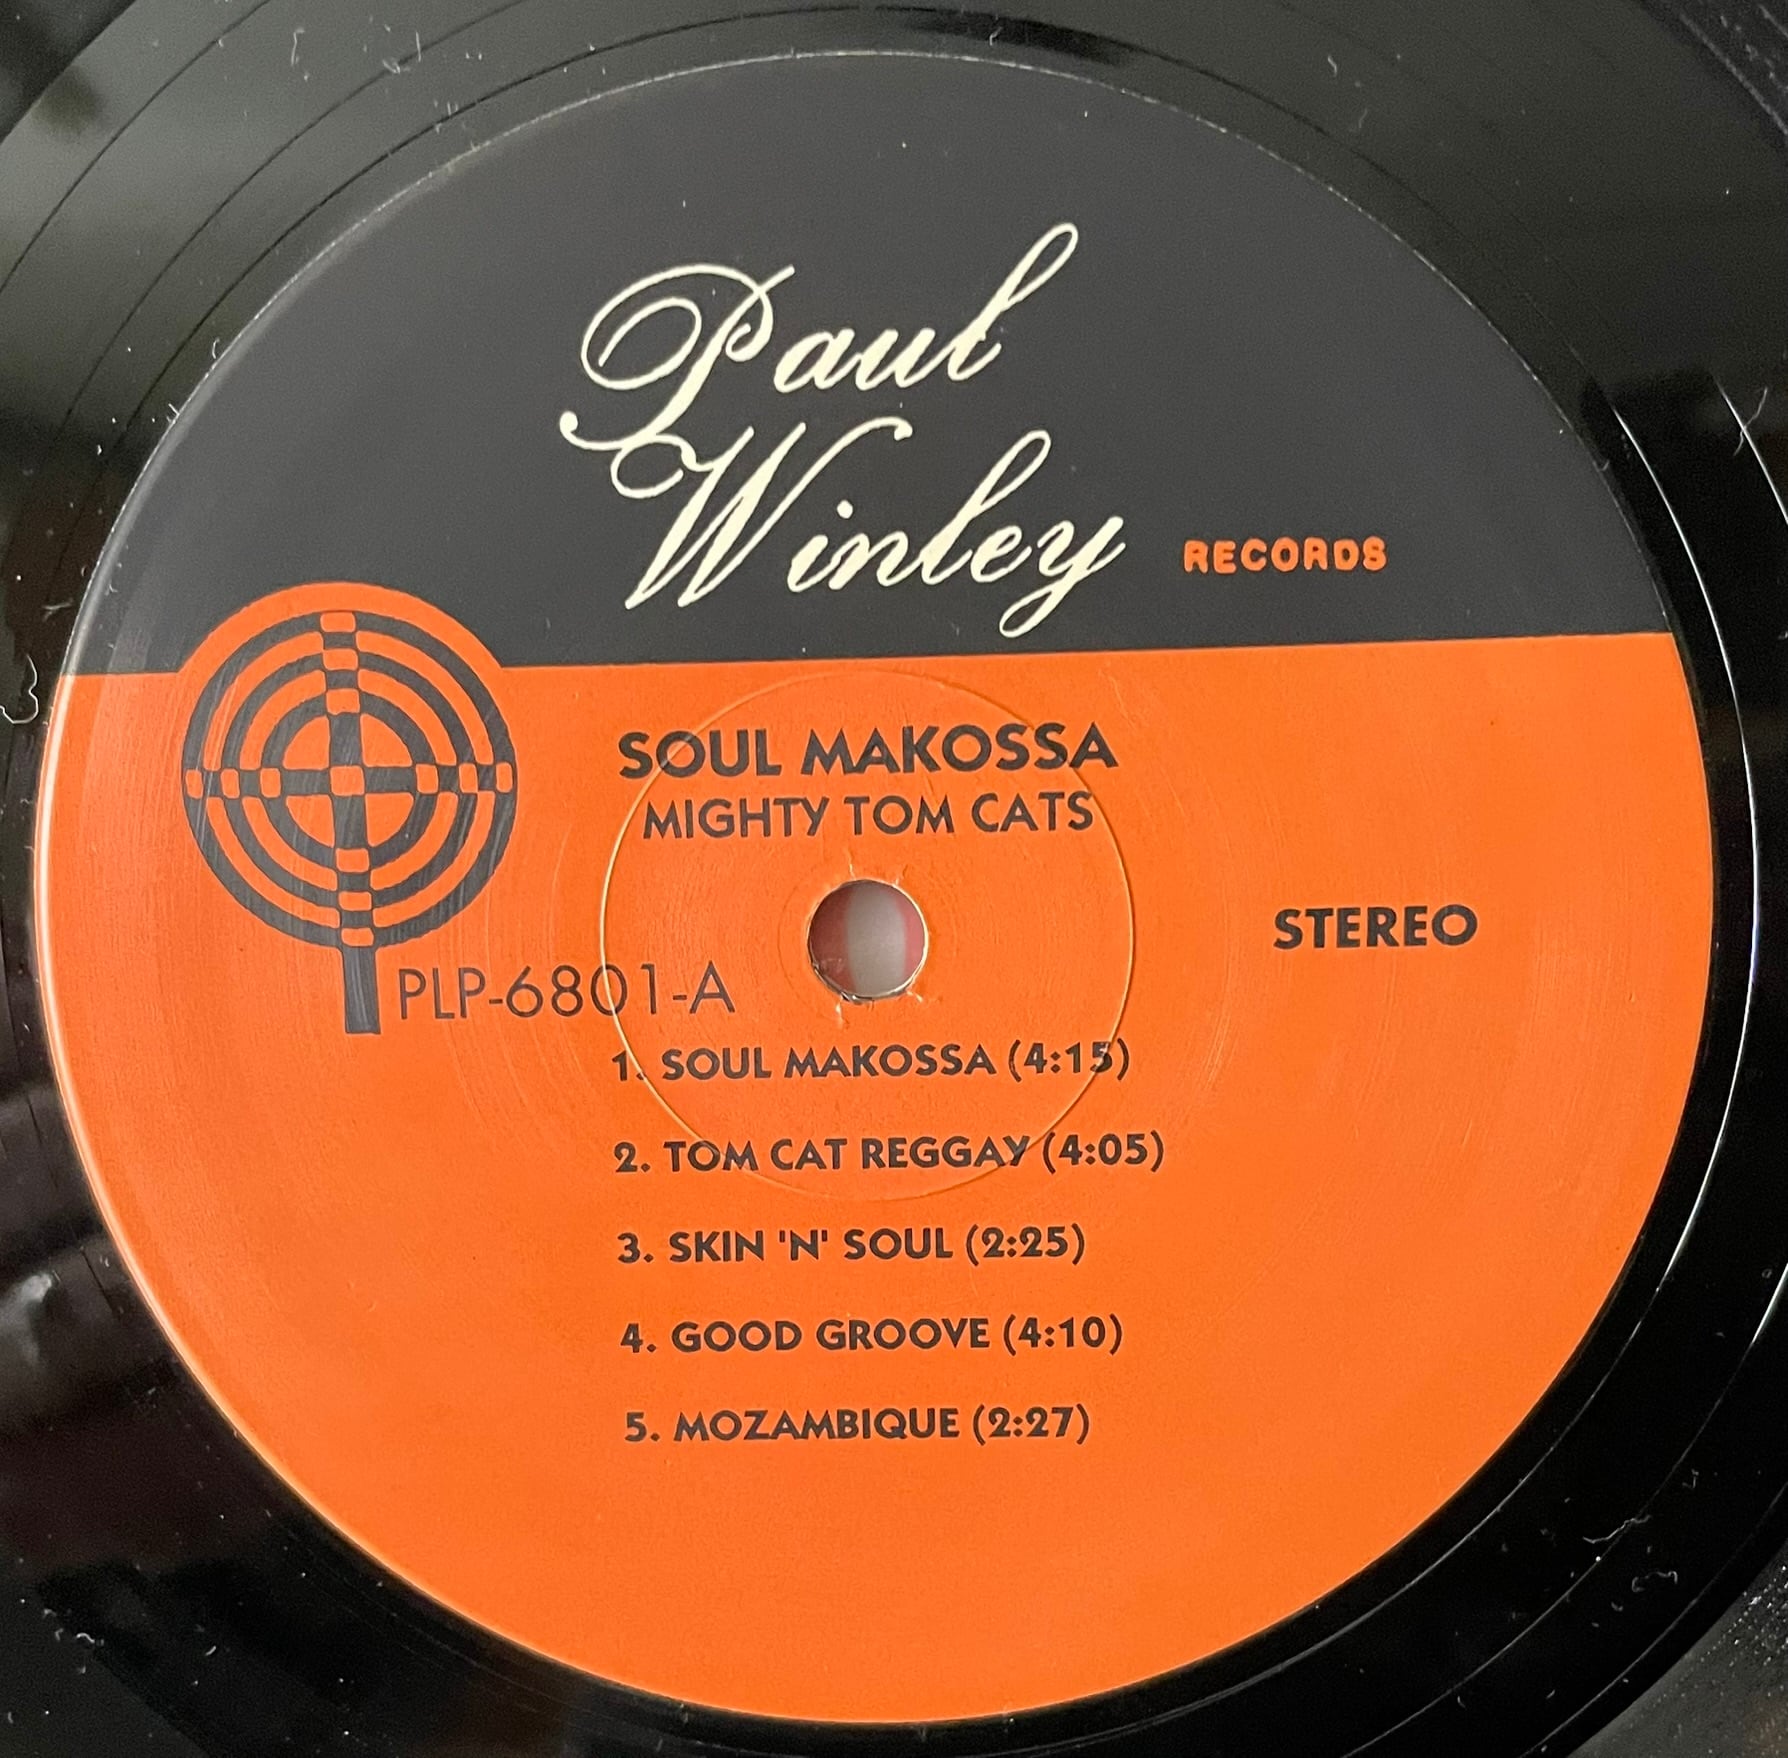 Paul
Winley RECORDS
SOUL MAKOSSA
MIGHTY TOM CATS
STEREO
PLP-6801-A
1. SOUL MAKOSSA (4:15)
2. TOM CAT REGGAY (4:05)
3. SKIN 'N' SOUL (2:25)
4. GOOD GROOVE (4:10)
5. MOZAMBIQUE (2:27)